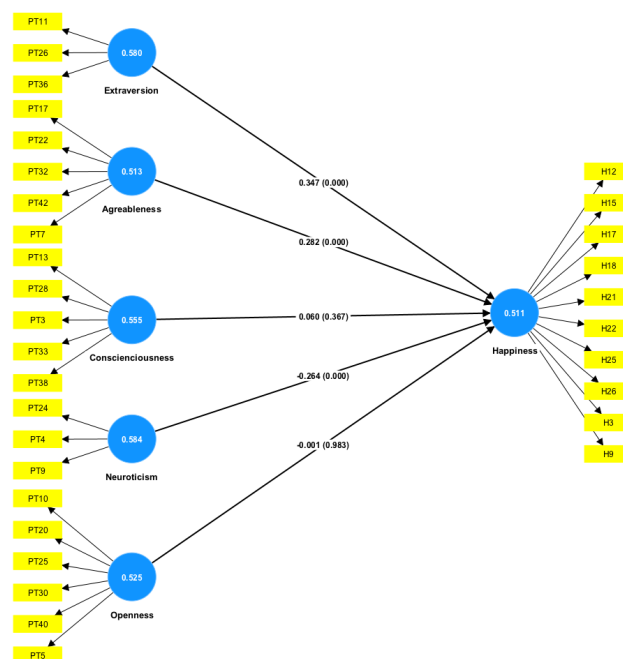 PT11
PT26
PT36
0.580
Extraversion
PT17
PT22
PT32
PT42
PT7
0.513
Agreableness
PT13
PT28
PT3
PT33
PT38
0.555
Conscienciousness
PT24
PT4
PT9
0.584
Neuroticism
PT10
PT20
PT25
PT30
PT40
PT5
0.525
Openness
0.347 (0.000)
0.282 (0.000)
0.060 (0.367)
-0.264 (0.000)
-0.001 (0.983)
0.511
Happiness
H12
H15
H17
H18
H21
H22
H25
H26
H3
H9